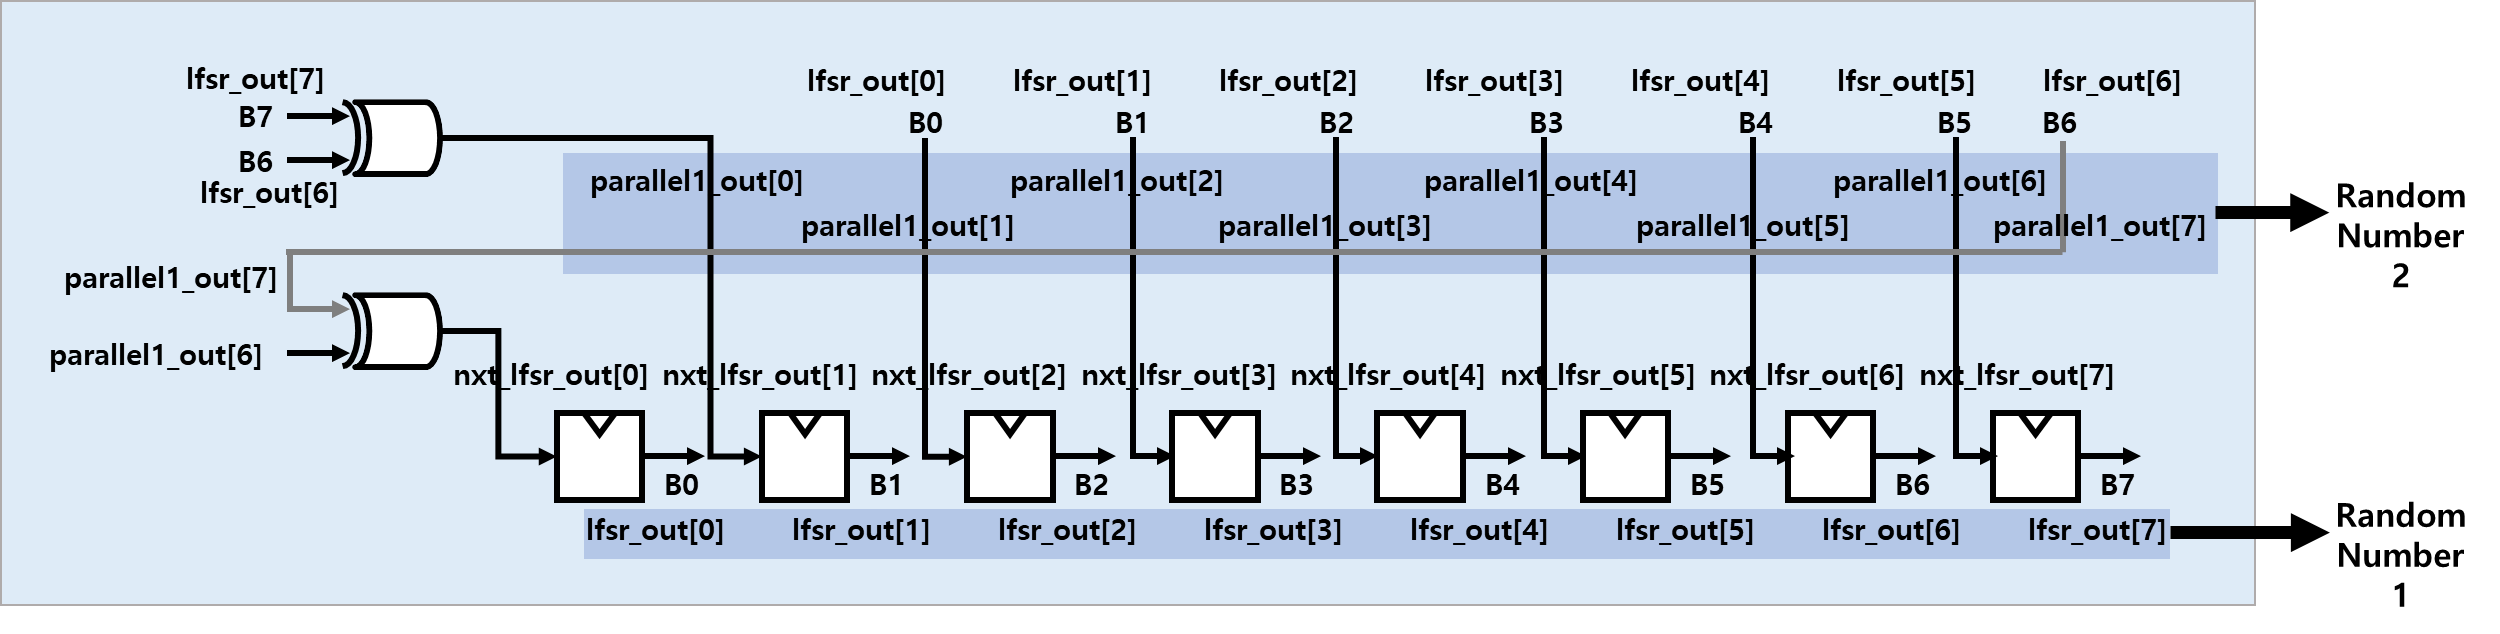 lfsr_out[7]
B7
B6
lfsr_out[6]
lfsr_out[0] lfsr_out[1] lfsr_out[2] lfsr_out[3] lfsr_out[4] lfsr_out[5] lfsr_out[6]
B0 B1 B2 B3 B4 B5 B6
parallel1_out[0] parallel1_out[2] parallel1_out[4] parallel1_out[6]
parallel1_out[1] parallel1_out[3] parallel1_out[5] parallel1_out[7]
Random
Number
2
parallel1_out[7]
parallel1_out[6]
nxt_lfsr_out[0] nxt_lfsr_out[1] nxt_lfsr_out[2] nxt_lfsr_out[3] nxt_lfsr_out[4] nxt_lfsr_out[5] nxt_lfsr_out[6] nxt_lfsr_out[7]
B0 B1 B2 B3 B4 B5 B6 B7
lfsr_out[0] lfsr_out[1] lfsr_out[2] lfsr_out[3] lfsr_out[4] lfsr_out[5] lfsr_out[6] lfsr_out[7]
Random
Number
1